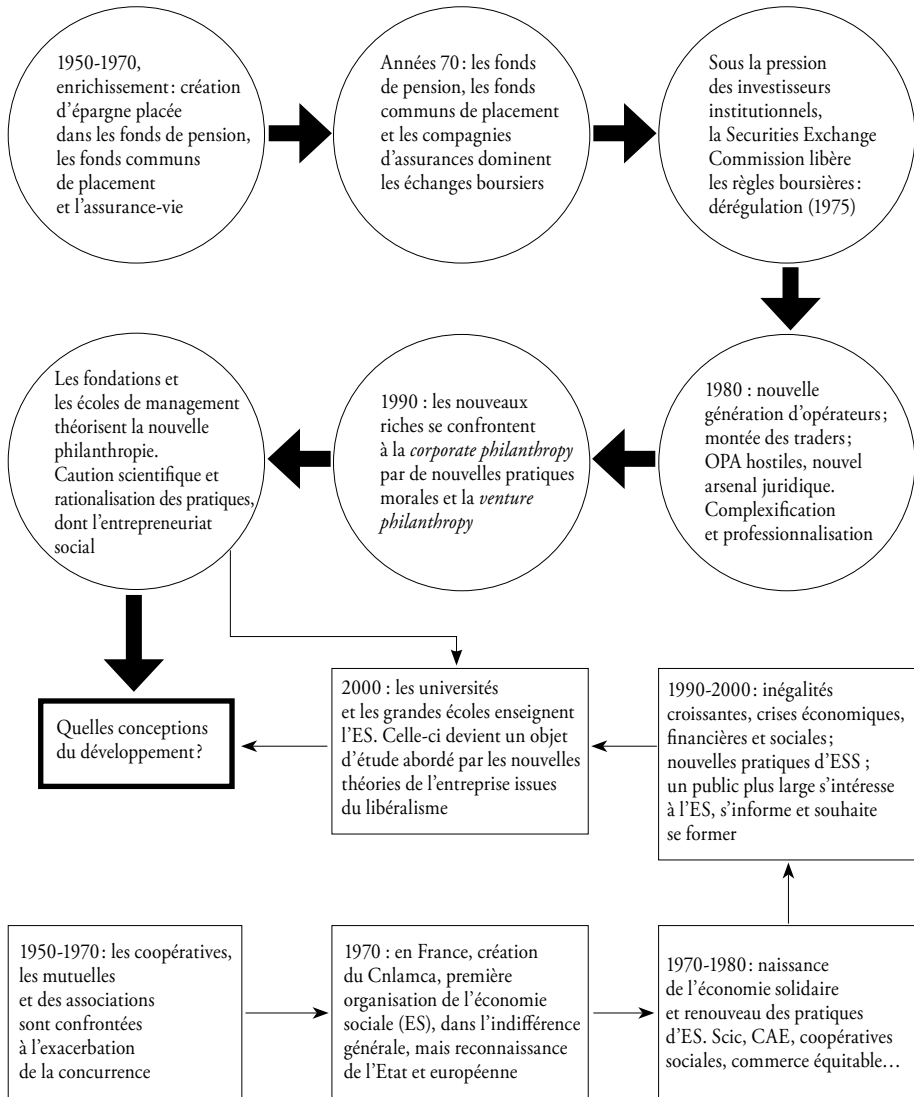 1950-1970,
enrichissement : création
d’épargne placée
dans les fonds de pension,
les fonds communs
de placement
et l’assurance-vie
Années 70 : les fonds
de pension, les fonds
communs de placement
et les compagnies
d’assurances dominent
les échanges boursiers
Sous la pression
des investisseurs
institutionnels,
la Securities Exchange
Commission libère
les règles boursières :
dérégulation (1975)
1980 : nouvelle
génération d’opérateurs ;
montée des traders ;
OPA hostiles, nouvel
arsenal juridique.
Complexification
et professionnalisation
1990 : les nouveaux
riches se confrontent
à la corporate philanthropy
par de nouvelles pratiques
morales et la venture
philanthropy
Les fondations et
les écoles de management
théorisent la nouvelle
philanthropie.
Caution scientifique et
rationalisation des pratiques,
dont l’entrepreneuriat
social
Quelles conceptions
du développement ?
2000 : les universités
et les grandes écoles enseignent
l’ES. Celle-ci devient un objet
d’étude abordé par les nouvelles
théories de l’entreprise issues
du libéralisme
1990-2000 : inégalités
croissantes, crises économiques,
financières et sociales ;
nouvelles pratiques d’ESS ;
un public plus large s’intéresse
à l’ES, s’informe et souhaite
se former
1950-1970 : les coopératives,
les mutuelles
et des associations
sont confrontées
à l’exacerbation
de la concurrence
1970 : en France, création
du Cnlamca, première
organisation de l’économie
sociale (ES), dans l’indifférence
générale, mais reconnaissance
de l’Etat et européenne
1970-1980 : naissance
de l’économie solidaire
et renouveau des pratiques
d’ES. Scic, CAE, coopératives
sociales, commerce équitable…